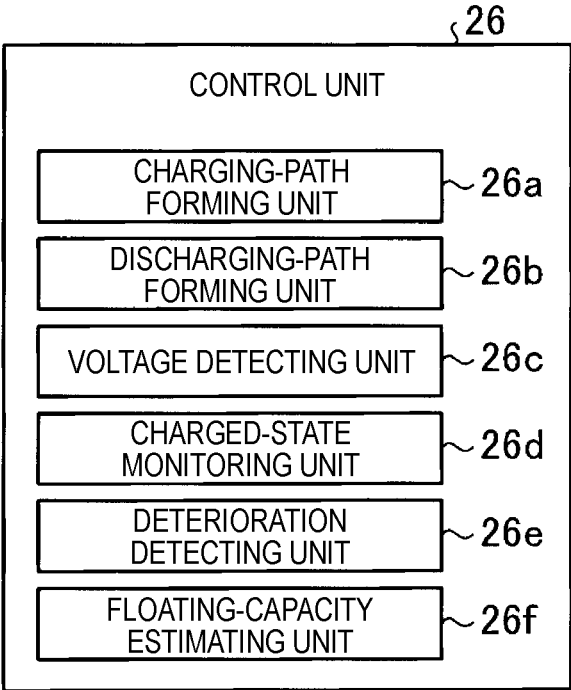 26
CONTROL UNIT
CHARGING-PATH
FORMING UNIT
26a
DISCHARGING-PATH
FORMING UNIT
26b
VOLTAGE DETECTING UNIT
26c
CHARGED-STATE
MONITORING UNIT
26d
DETERIORATION
DETECTING UNIT
26e
FLOATING-CAPACITY
ESTIMATING UNIT
26f